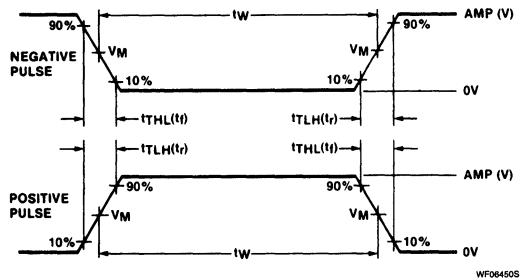 tW
AMP (V)
90%
90%
NEGATIVE
PULSE
VM
VM
10%
10%
0V
tTHL(tf)
tTLH(tr)
tTLH(tr)
tTHL(tf)
AMP (V)
POSITIVE
PULSE
90%
90%
VM
VM
10%
10%
tW
0V
WF06450S